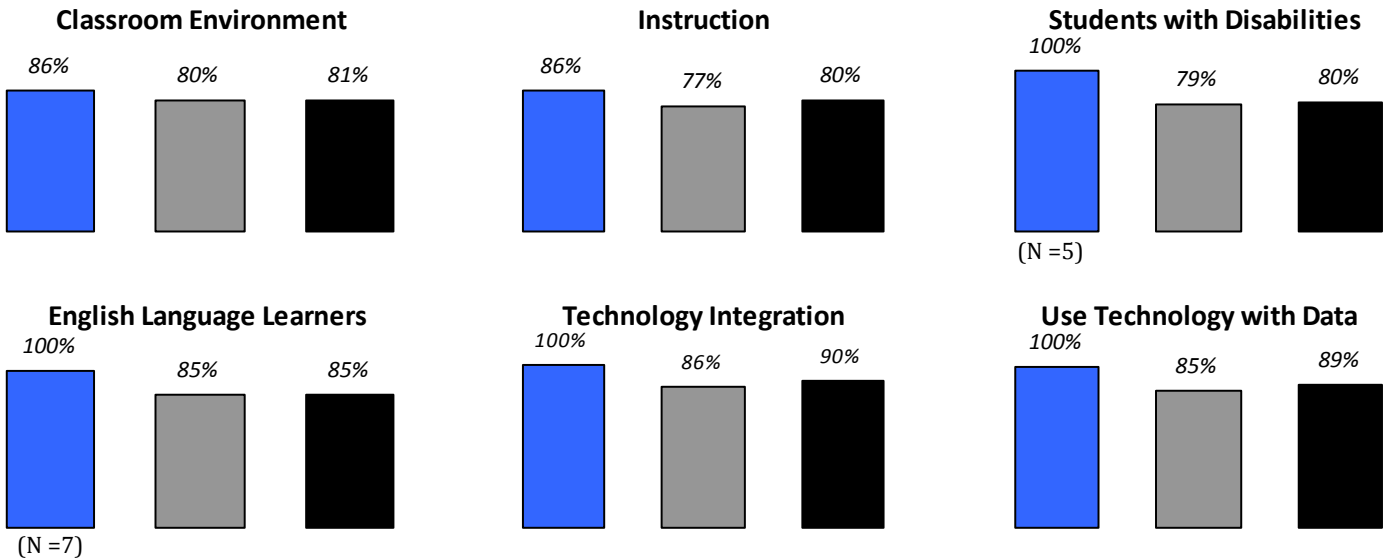 Classroom Environment
86%
80%
81%
Instruction
86%
77%
80%
Students with Disabilities
100%
79%
80%
(N =5)
English Language Learners
100%
85%
85%
(N =7)
Technology Integration
100%
86%
90%
Use Technology with Data
100%
85%
89%